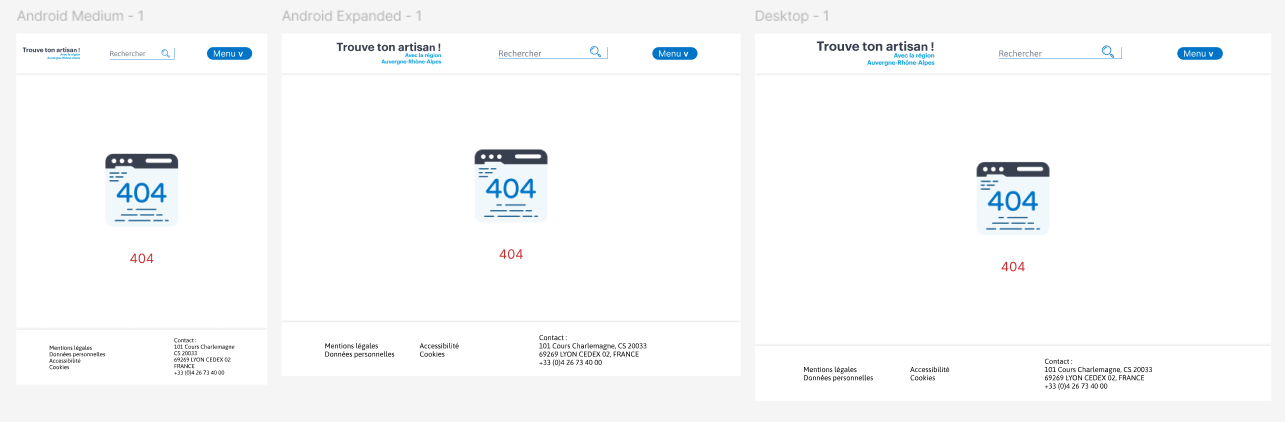 Android Medium - 1
Trouve ton artisan !
Avec la région
Auvergne-Rhône-Alpes
Rechercher
Menu v
404
404
Mentions légales
Données personnelles
Accessibilité
Cookies
Contact :
101 Cours Charlemagne
CS 20033
69269 LYON CEDEX 02
FRANCE
+33 (0)4 26 73 40 00
Android Expanded - 1
Trouve ton artisan !
Avec la région
Auvergne-Rhône-Alpes
Rechercher
Menu v
404
404
Mentions légales
Données personnelles
Accessibilité
Cookies
Contact :
101 Cours Charlemagne, CS 20033
69269 LYON CEDEX 02, FRANCE
+33 (0)4 26 73 40 00
Desktop - 1
Trouve ton artisan !
Avec la région
Auvergne-Rhône-Alpes
Rechercher
Menu v
404
404
Mentions légales
Données personnelles
Accessibilité
Cookies
Contact :
101 Cours Charlemagne, CS 20033
69269 LYON CEDEX 02, FRANCE
+33 (0)4 26 73 40 00